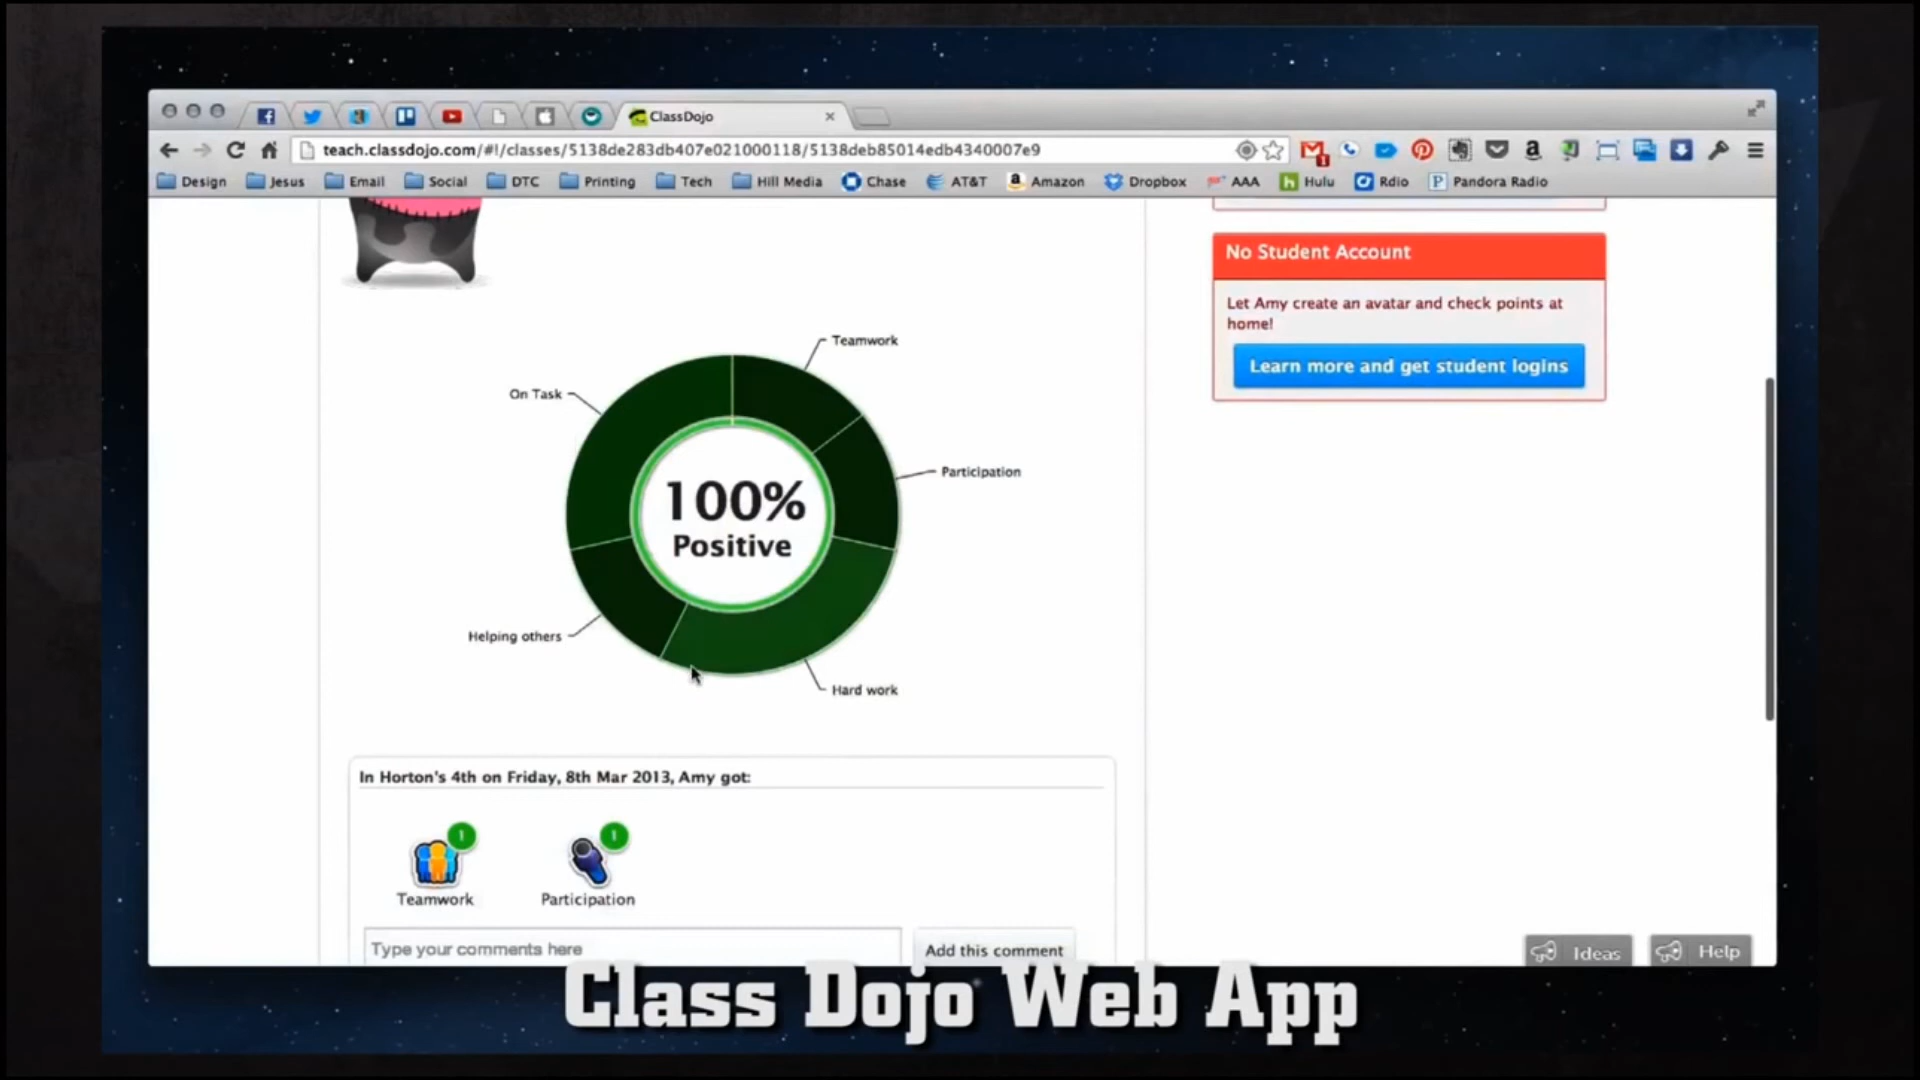 ClassDojo
teach.classdojo.com/#!/classes/5138de283db407e021000118/5138deb85014edb4340007e9
1
Design Jesus Email Social DTC Printing Tech Hill Media Chase AT&T Amazon Dropbox AAA Hulu Rdio Pandora Radio
No Student Account
Let Amy create an avatar and check points at
home!
Learn more and get student logins
Teamwork
On Task
Participation
100%
Positive
Helping others
Hard work
In Horton's 4th on Friday, 8th Mar 2013, Amy got:
1 1
Teamwork Participation
Type your comments here Add this comment
Ideas Help
Class Dojo Web App